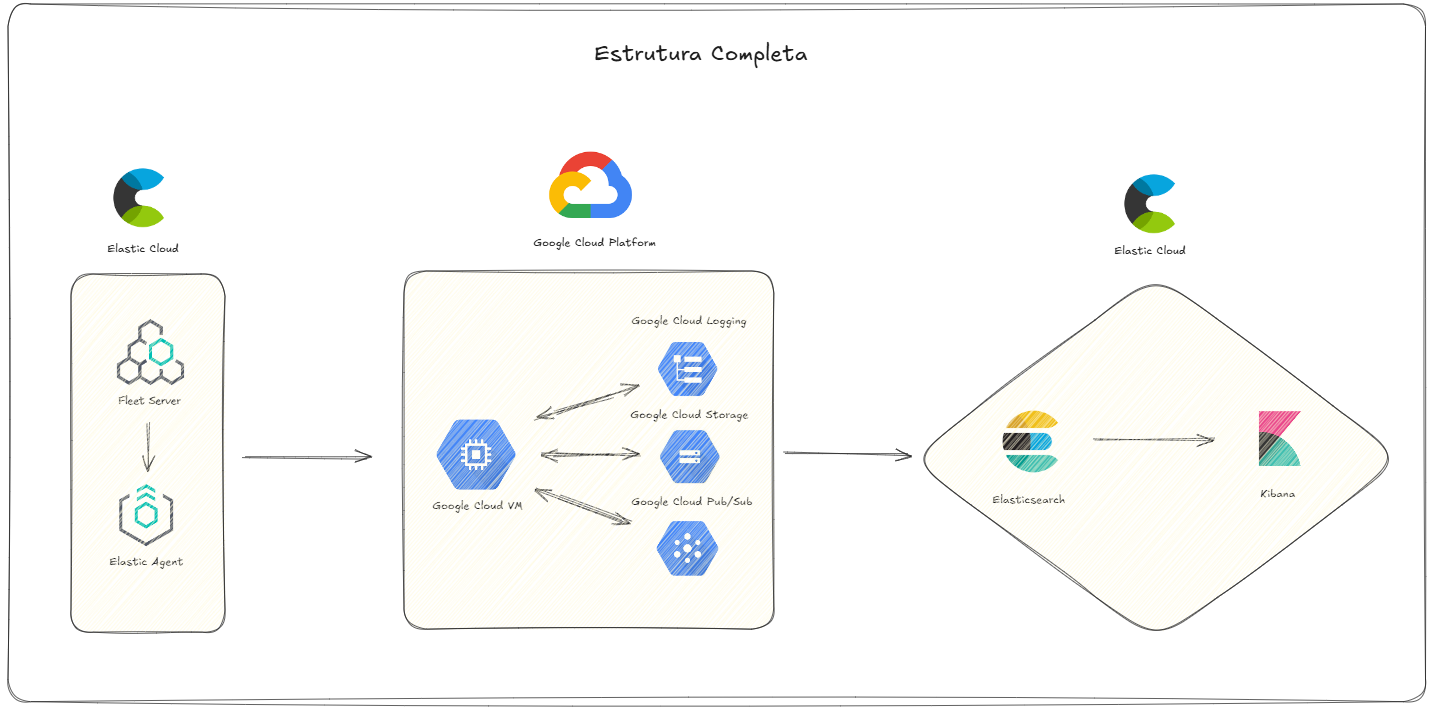 Estrutura Completa
Elastic Cloud
Fleet Server
Elastic Agent
Google Cloud Platform
Google Cloud Logging
Google Cloud Storage
Google Cloud VM
Google Cloud Pub/Sub
Elastic Cloud
Elasticsearch
Kibana